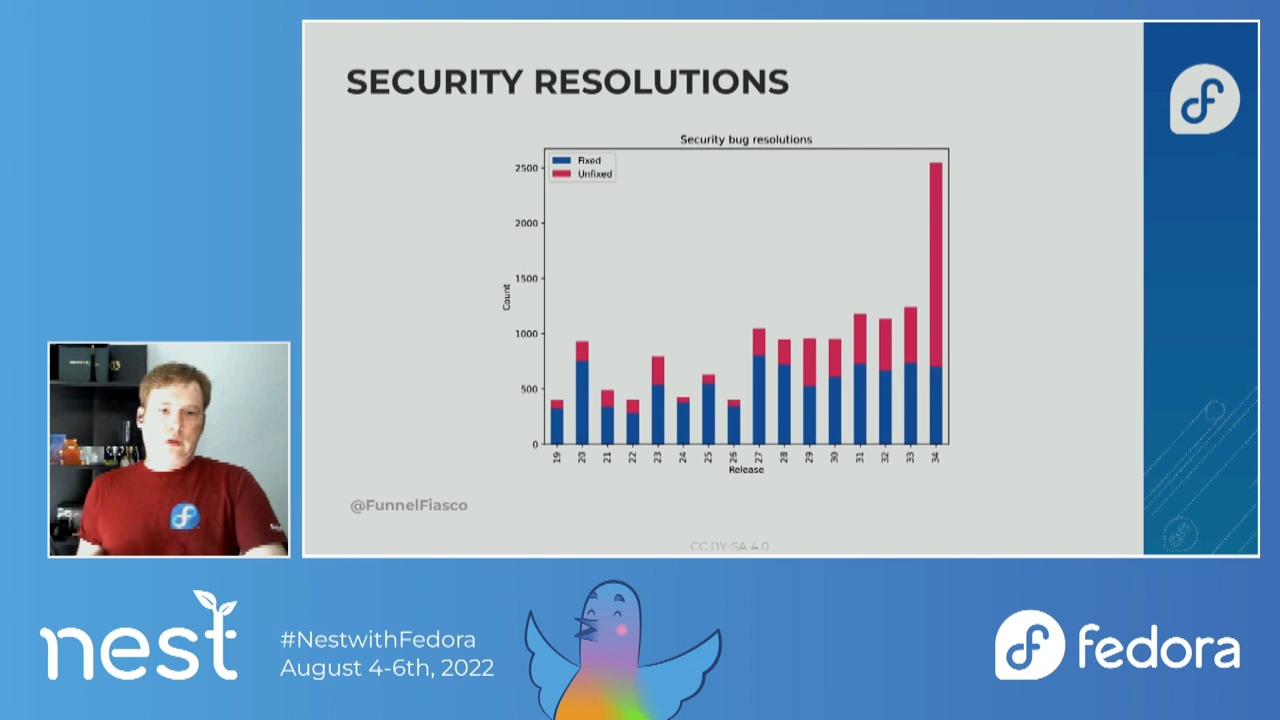 SECURITY RESOLUTIONS
Security bug resolutions
Fixed
Unfixed
2500
2000
1500
1000
500
0
Count
19 20 21 22 23 24 25 26 27 28 29 30 31 32 33 34
Release
@FunnelFiasco
CC BY-SA 4.0
nest
#NestwithFedora
August 4-6th, 2022
fedora